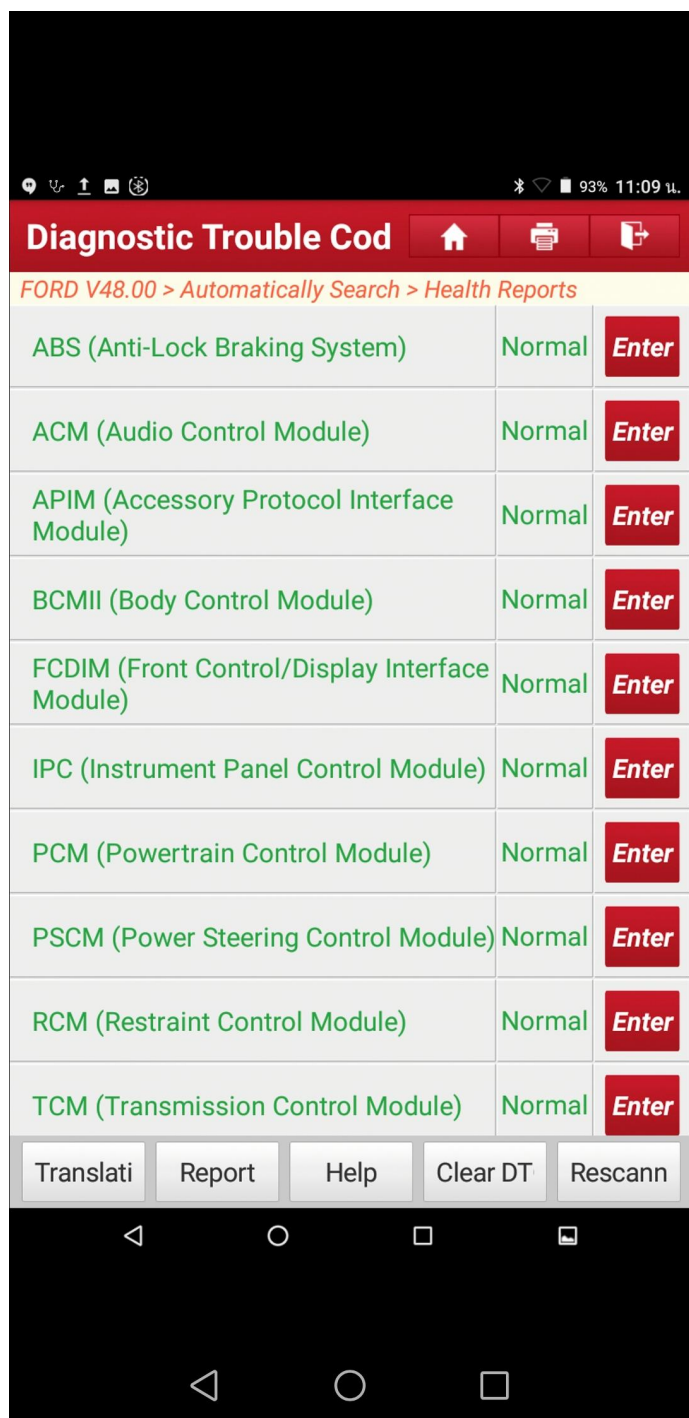 93% 11:09 น.
Diagnostic Trouble Cod
FORD V48.00 > Automatically Search > Health Reports
ABS (Anti-Lock Braking System) Normal Enter
ACM (Audio Control Module) Normal Enter
APIM (Accessory Protocol Interface
Module) Normal Enter
BCMII (Body Control Module) Normal Enter
FCDIM (Front Control/Display Interface
Module) Normal Enter
IPC (Instrument Panel Control Module) Normal Enter
PCM (Powertrain Control Module) Normal Enter
PSCM (Power Steering Control Module) Normal Enter
RCM (Restraint Control Module) Normal Enter
TCM (Transmission Control Module) Normal Enter
Translati Report Help Clear DT Rescann